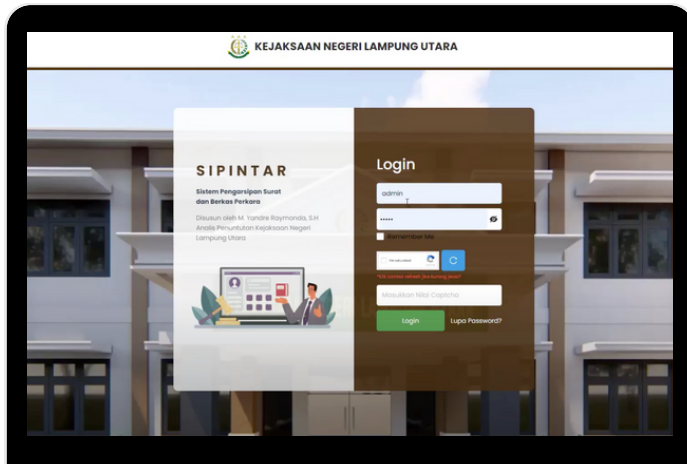 KEJAKSAAN NEGERI LAMPUNG UTARA
SIPINTAR
Sistem Pengarsipan Surat
dan Berkas Perkara
Disusun oleh M. Yandre Raymonda, S.H
Analis Penuntutan Kejaksaan Negeri
Lampung Utara
Login
admin
Remember Me
Masukkan Nilai Captcha
Login
Lupa Password?